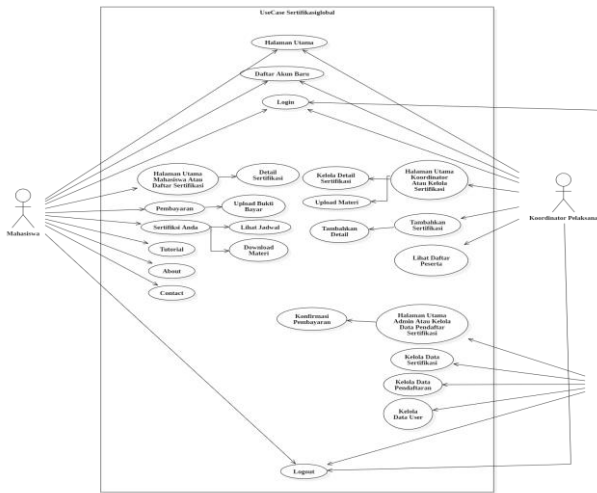 UseCase Sertifikasiglobal
Halaman Utama
Daftar Akun Baru
Login
Halaman Utama
Mahasiswa Atau
Daftar Sertifikasi
Detail
Sertifikasi
Kelola Detail
Sertifikasi
Halaman Utama
Koordinator
Atan Kelola
Sertifikasi
Upload Materi
Pembayaran
Upload Bukti
Bayar
Sertifiksi Anda
Lihat Jadwal
Download
Materi
Tutorial
About
Contact
Tambahkan
Detail
Tambahkan
Sertifikasi
Lihat Daftar
Peserta
Mahasiswa
Koordinator Pelaksana
Konfirmasi
Pembayaran
Halaman Utama
Admin Atau Kelola
Data Pendaftar
Sertifikasi
Kelola Data
Sertifikasi
Kelola Data
Pendaftaran
Kelola
Data User
Logout